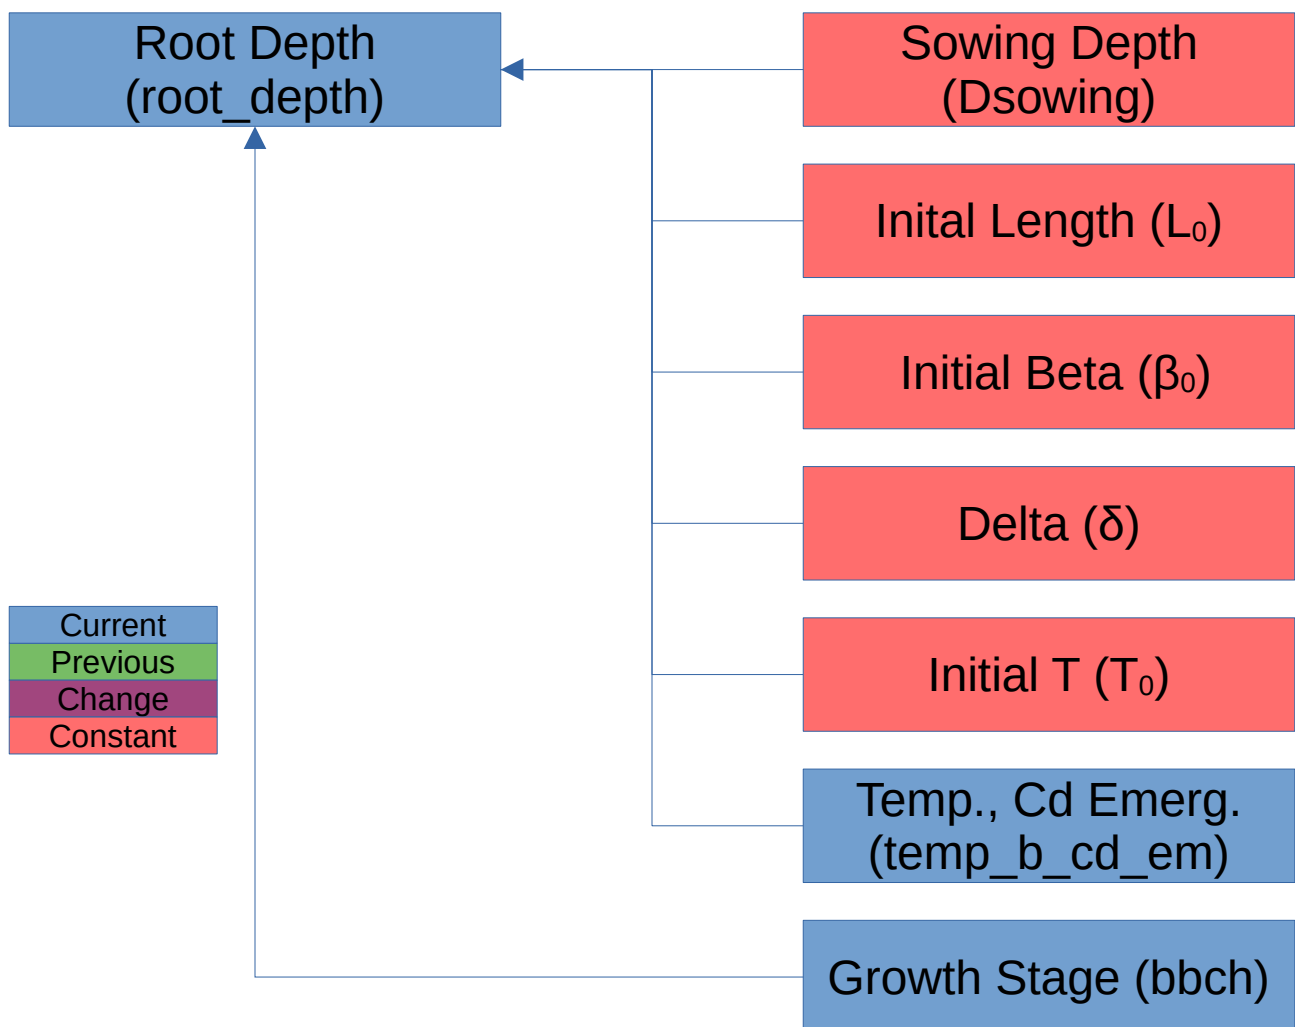 Root Depth
(root_depth)
Sowing Depth
(Dsowing)
Inital Length (L₀)
Initial Beta (β₀)
Delta (δ)
Initial T (T₀)
Temp., Cd Emerg.
(temp_b_cd_em)
Growth Stage (bbch)
Current
Previous
Change
Constant